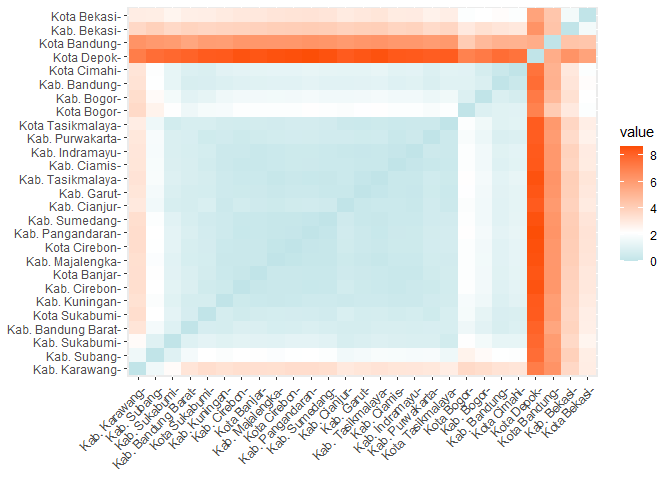 Kota Bekasi-
Kab. Bekasi-
Kota Bandung-
Kota Depok-
Kota Cimahi-
Kab. Bandung-
Kab. Bogor-
Kota Bogor-
Kota Tasikmalaya-
Kab. Purwakarta-
Kab. Indramayu-
Kab. Ciamis-
Kab. Tasikmalaya-
Kab. Garut-
Kab. Cianjur-
Kab. Sumedang-
Kab. Pangandaran-
Kota Cirebon-
Kab. Majalengka-
Kota Banjar-
Kab. Cirebon-
Kab. Kuningan-
Kota Sukabumi-
Kab. Bandung Barat-
Kab. Sukabumi-
Kab. Subang-
Kab. Karawang-
Kab. Karawang-
Kab. Subang-
Kab. Sukabumi-
Kab. Bandung Barat-
Kota Sukabumi-
Kab. Kuningan-
Kab. Cirebon-
Kota Banjar-
Kab. Majalengka-
Kota Cirebon-
Kab. Pangandaran-
Kab. Sumedang-
Kab. Cianjur-
Kab. Garut-
Kab. Tasikmalaya-
Kab. Ciamis-
Kab. Indramayu-
Kab. Purwakarta-
Kota Tasikmalaya-
Kota Bogor-
Kab. Bogor-
Kab. Bandung-
Kota Cimahi-
Kota Depok-
Kota Bandung-
Kab. Bekasi-
Kota Bekasi-
value
8
6
4
2
0